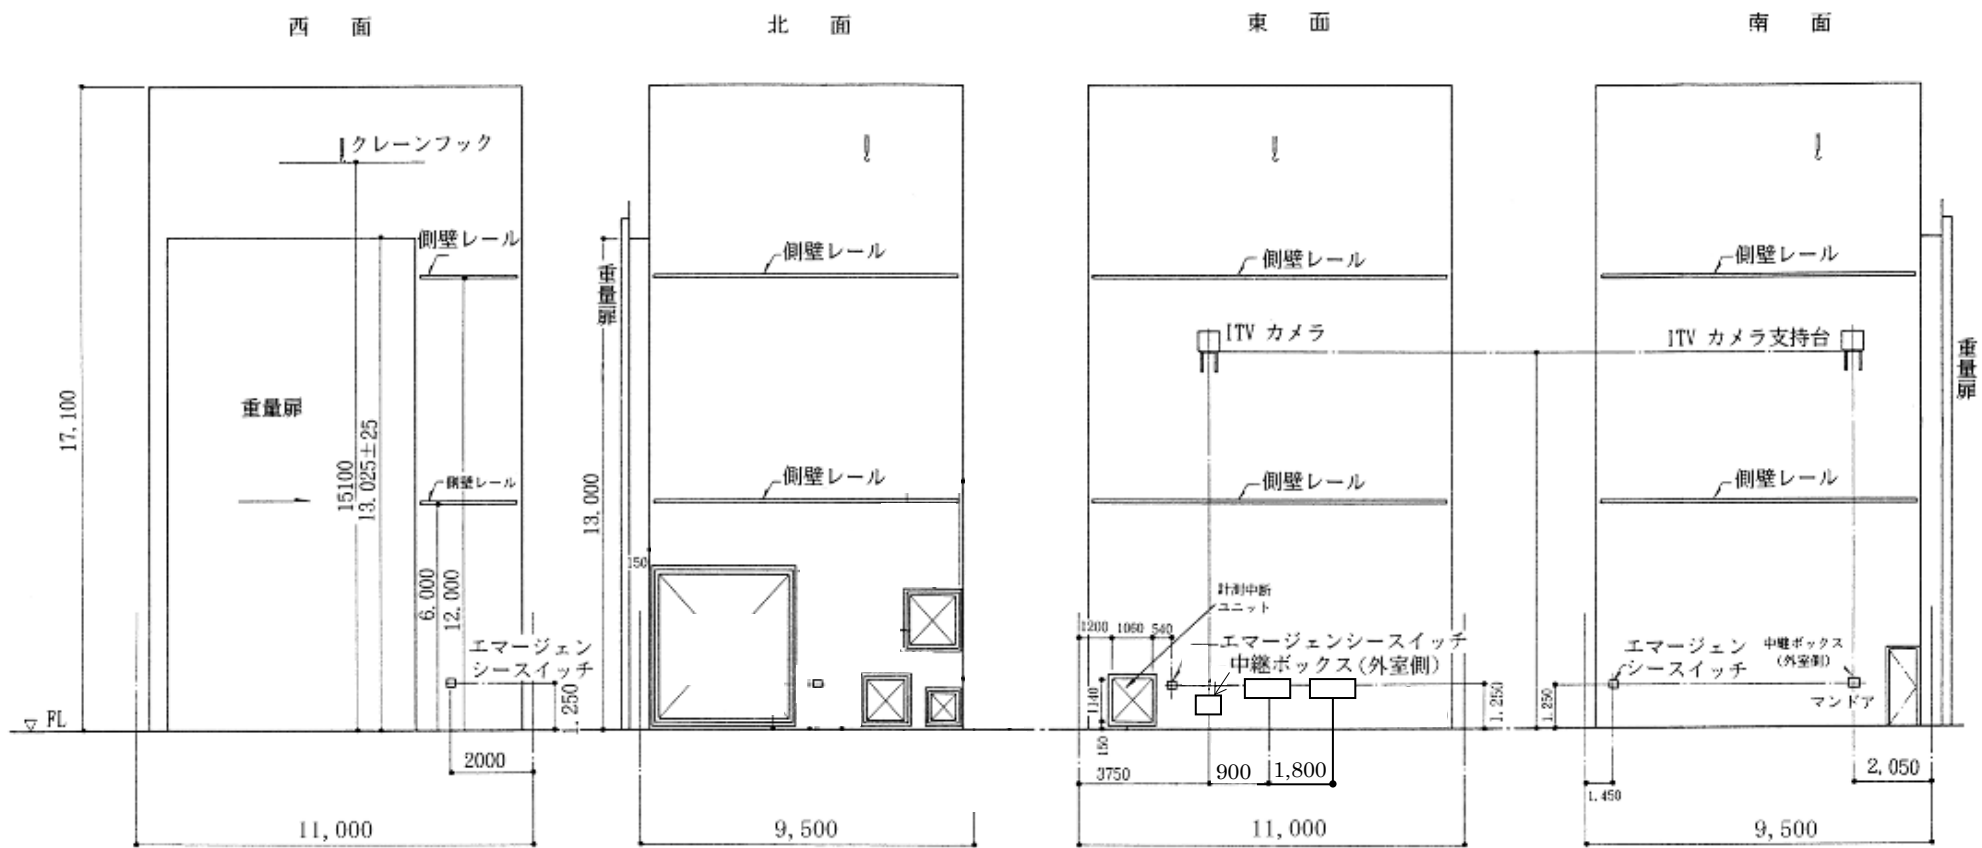 西 面
北 面
東 面
南 面
クレーンフック
側壁レール
重量扉
17,100
15100
13,025±25
側壁レール
6,000
12,000
エマージェン
シースイッチ
1,250
FL
2000
11,000
側壁レール
重量扉
13,000
側壁レール
150
9,500
側壁レール
ITV カメラ
側壁レール
計測中断
ユニット
1200
1060
540
エマージェンシースイッチ
中継ボックス(外室側)
1140
150
1,250
3750
900
1,800
11,000
側壁レール
ITV カメラ支持台
重量扉
側壁レール
エマージェン
シースイッチ
中継ボックス
(外室側)
マンドア
1,250
1,450
2,050
9,500